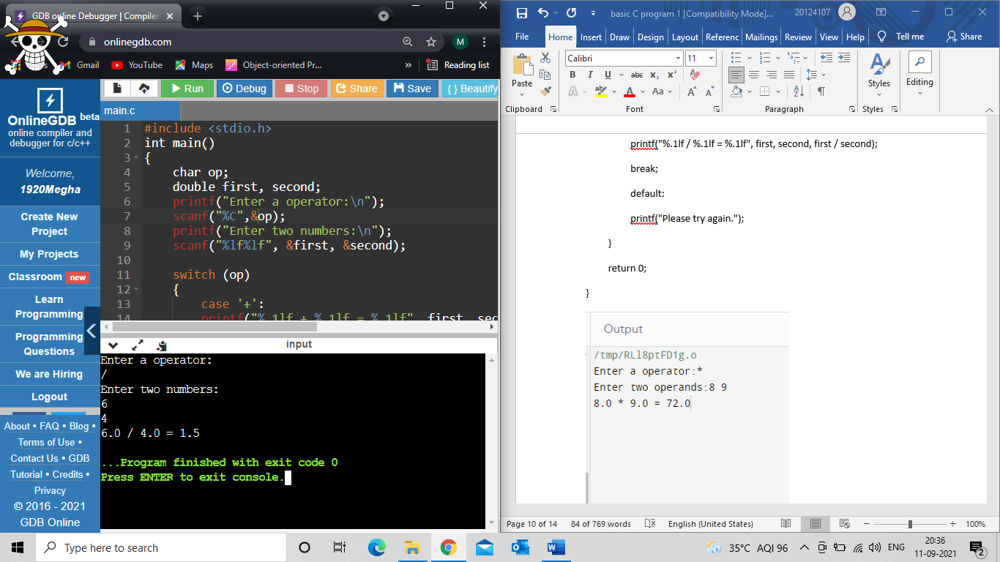 GDB online Debugger | Compiler
onlinegdb.com
M
Gmail
YouTube
Maps
Object-oriented Pr...
»
Reading list
OnlineGDB beta
online compiler and
debugger for c/c++
Welcome,
1920Megha
Create New
Project
My Projects
Classroom new
Learn
Programming
Programming
Questions
We are Hiring
Logout
About • FAQ • Blog •
Terms of Use •
Contact Us • GDB
Tutorial • Credits •
Privacy
© 2016 - 2021
GDB Online
Run
Debug
Stop
Share
Save
{ } Beautify
main.c
1 #include <stdio.h>
2 int main()
3 {
4 char op;
5 double first, second;
6 printf("Enter a operator:\n");
7 scanf("%c",&op);
8 printf("Enter two numbers:\n");
9 scanf("%lf%lf", &first, &second);
10
11 switch (op)
12 {
13 case '+':
14 printf("%.1lf + %.1lf = %.1lf", first, sec
input
Enter a operator:
/
Enter two numbers:
6
4
6.0 / 4.0 = 1.5
...Program finished with exit code 0
Press ENTER to exit console.
basic C program 1 [Compatibility Mode]...
20124107
File Home Insert Draw Design Layout Referenc Mailings Review View Help Tell me Share
Paste
Clipboard
Calibri 11
B I U abc x₂ x²
A A A Aa A A
Font
Paragraph
Styles
Styles
Editing
printf("%.1lf / %.1lf = %.1lf", first, second, first / second);
break;
default:
printf("Please try again.");
}
return 0;
}
Output
/tmp/RLl8ptFD1g.o
Enter a operator:*
Enter two operands:8 9
8.0 * 9.0 = 72.0
Page 10 of 14 84 of 769 words English (United States) 100%
Type here to search
35°C AQI 96
ENG
20:36
11-09-2021
2